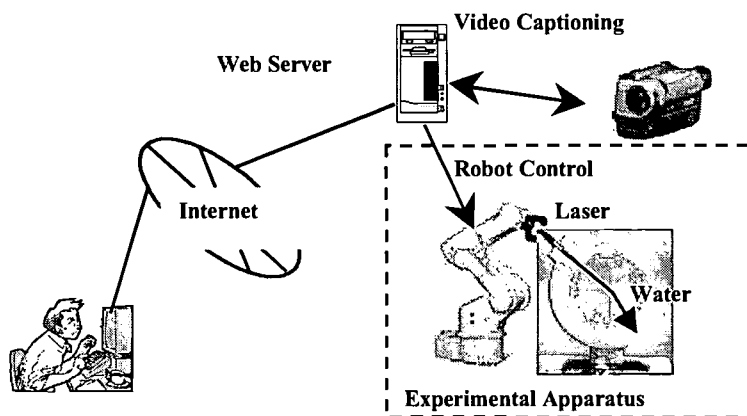 Video Captioning
Web Server
Robot Control
Internet
Laser
Water
Experimental Apparatus